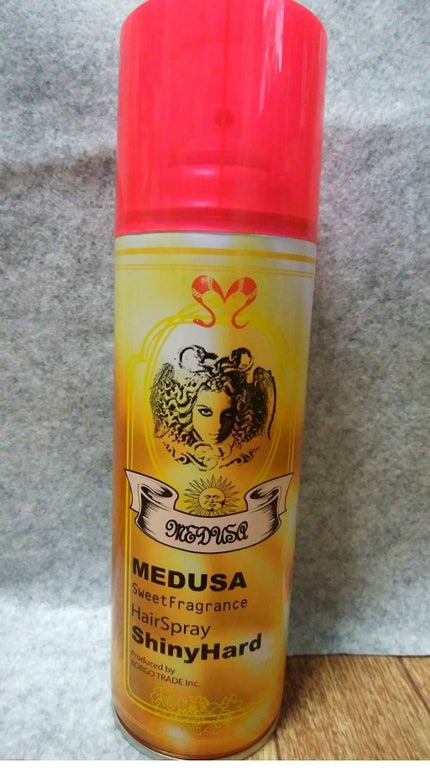 MEDUSA
MEDUSA
SweetFragrance
HairSpray
ShinyHard
Produced by
BORGO TRADE Inc.